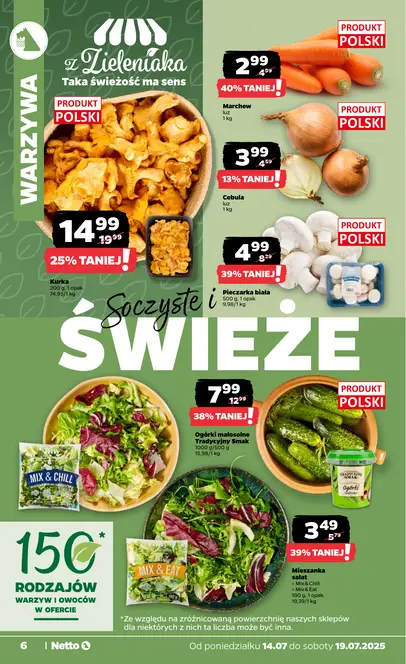 WARZYWA
z Zieleniaka
Taka świeżość ma sens
PRODUKT
POLSKI
14.99
19.99
25% TANIEJ!
Kurka
200 g, 1 opak
74,95/1 kg
2.99
4.99
40% TANIEJ!
Marchew
luz
1 kg
PRODUKT
POLSKI
3.99
4.59
13% TANIEJ!
Cebula
luz
1 kg
PRODUKT
POLSKI
4.99
8.29
39% TANIEJ!
Pieczarka biała
500 g, 1 opak
9,98/1 kg
Soczyste i
ŚWIEŻE
7.99
12.99
38% TANIEJ!
Ogórki małosolne
Tradycyjny Smak
1000 g/500 g
15,98/1 kg
PRODUKT
POLSKI
Ogórki
MIX & CHILL
MIX & EAT
3.49
5.79
39% TANIEJ!
Mieszanka
sałat
• Mix & Chill
• Mix & Eat
180 g, 1 opak
19,39/1 kg
150*
RODZAJÓW
WARZYW I OWOCÓW
W OFERCIE
*Ze względu na zróżnicowaną powierzchnię naszych sklepów
dla niektórych z nich ta liczba może być inna.
6 | Netto
Od poniedziałku 14.07 do soboty 19.07.2025